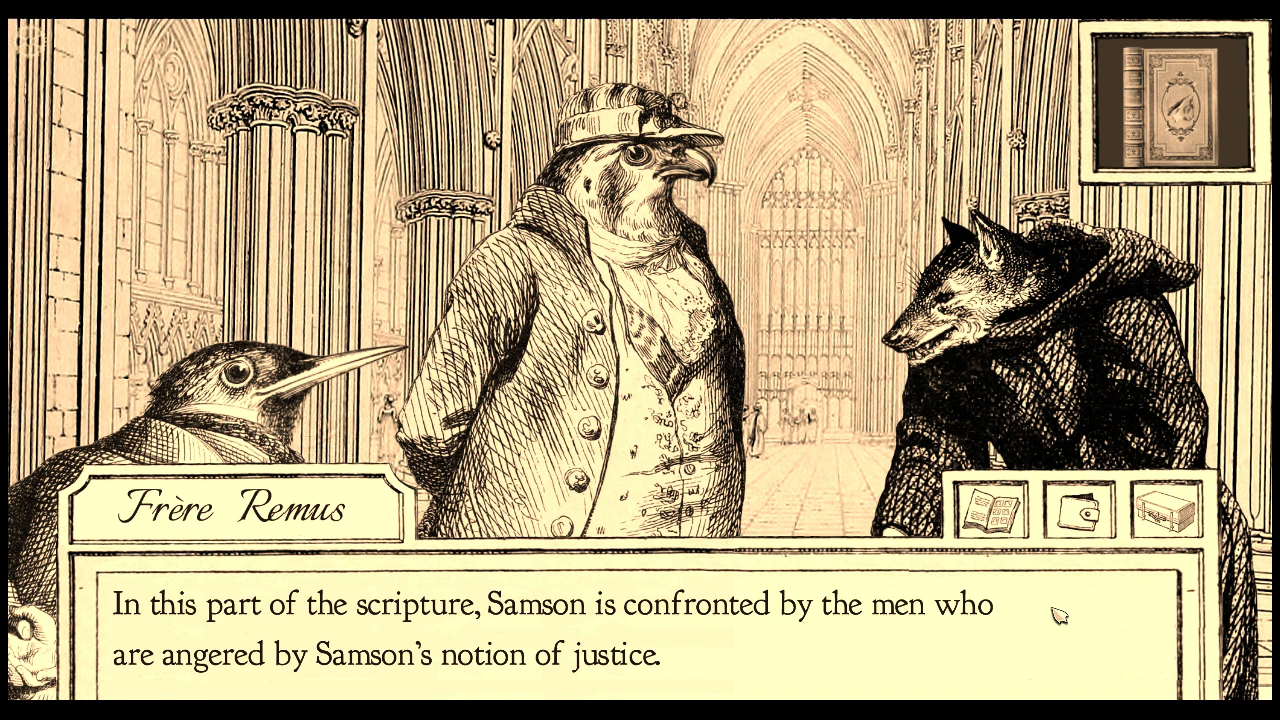 Frère Remus
In this part of the scripture, Samson is confronted by the men who
are angered by Samson's notion of justice.